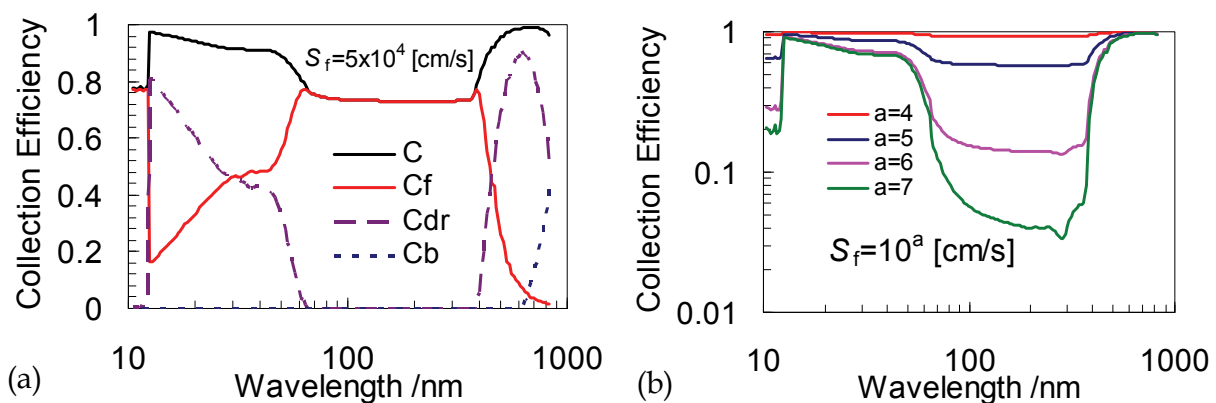 Collection Efficiency
1
0.8
0.6
0.4
0.2
0
S_f=5x10^4 [cm/s]
C
Cf
Cdr
Cb
10
100
1000
Wavelength /nm
(a)
Collection Efficiency
1
0.1
0.01
a=4
a=5
a=6
a=7
S_f=10^a [cm/s]
10
100
1000
Wavelength /nm
(b)